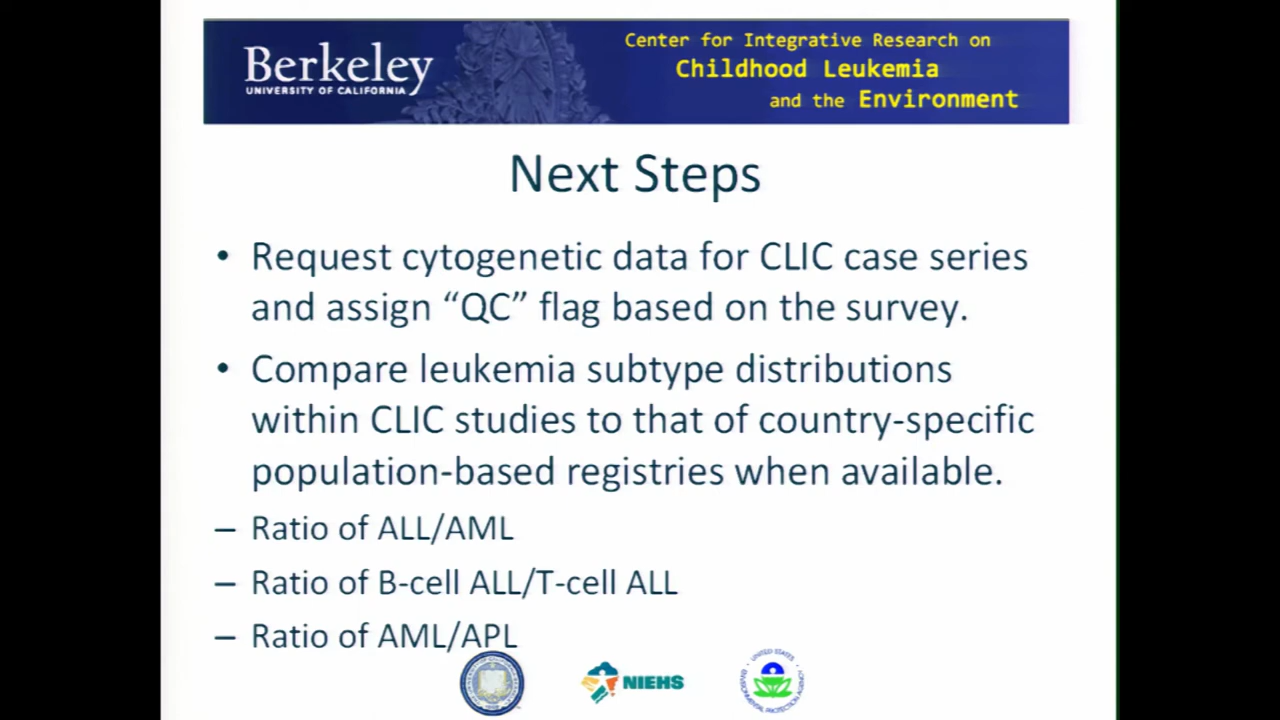 Berkeley
UNIVERSITY OF CALIFORNIA
Center for Integrative Research on
Childhood Leukemia
and the Environment
Next Steps
• Request cytogenetic data for CLIC case series
and assign “QC” flag based on the survey.
• Compare leukemia subtype distributions
within CLIC studies to that of country-specific
population-based registries when available.
– Ratio of ALL/AML
– Ratio of B-cell ALL/T-cell ALL
– Ratio of AML/APL
NIEHS
UNITED STATES